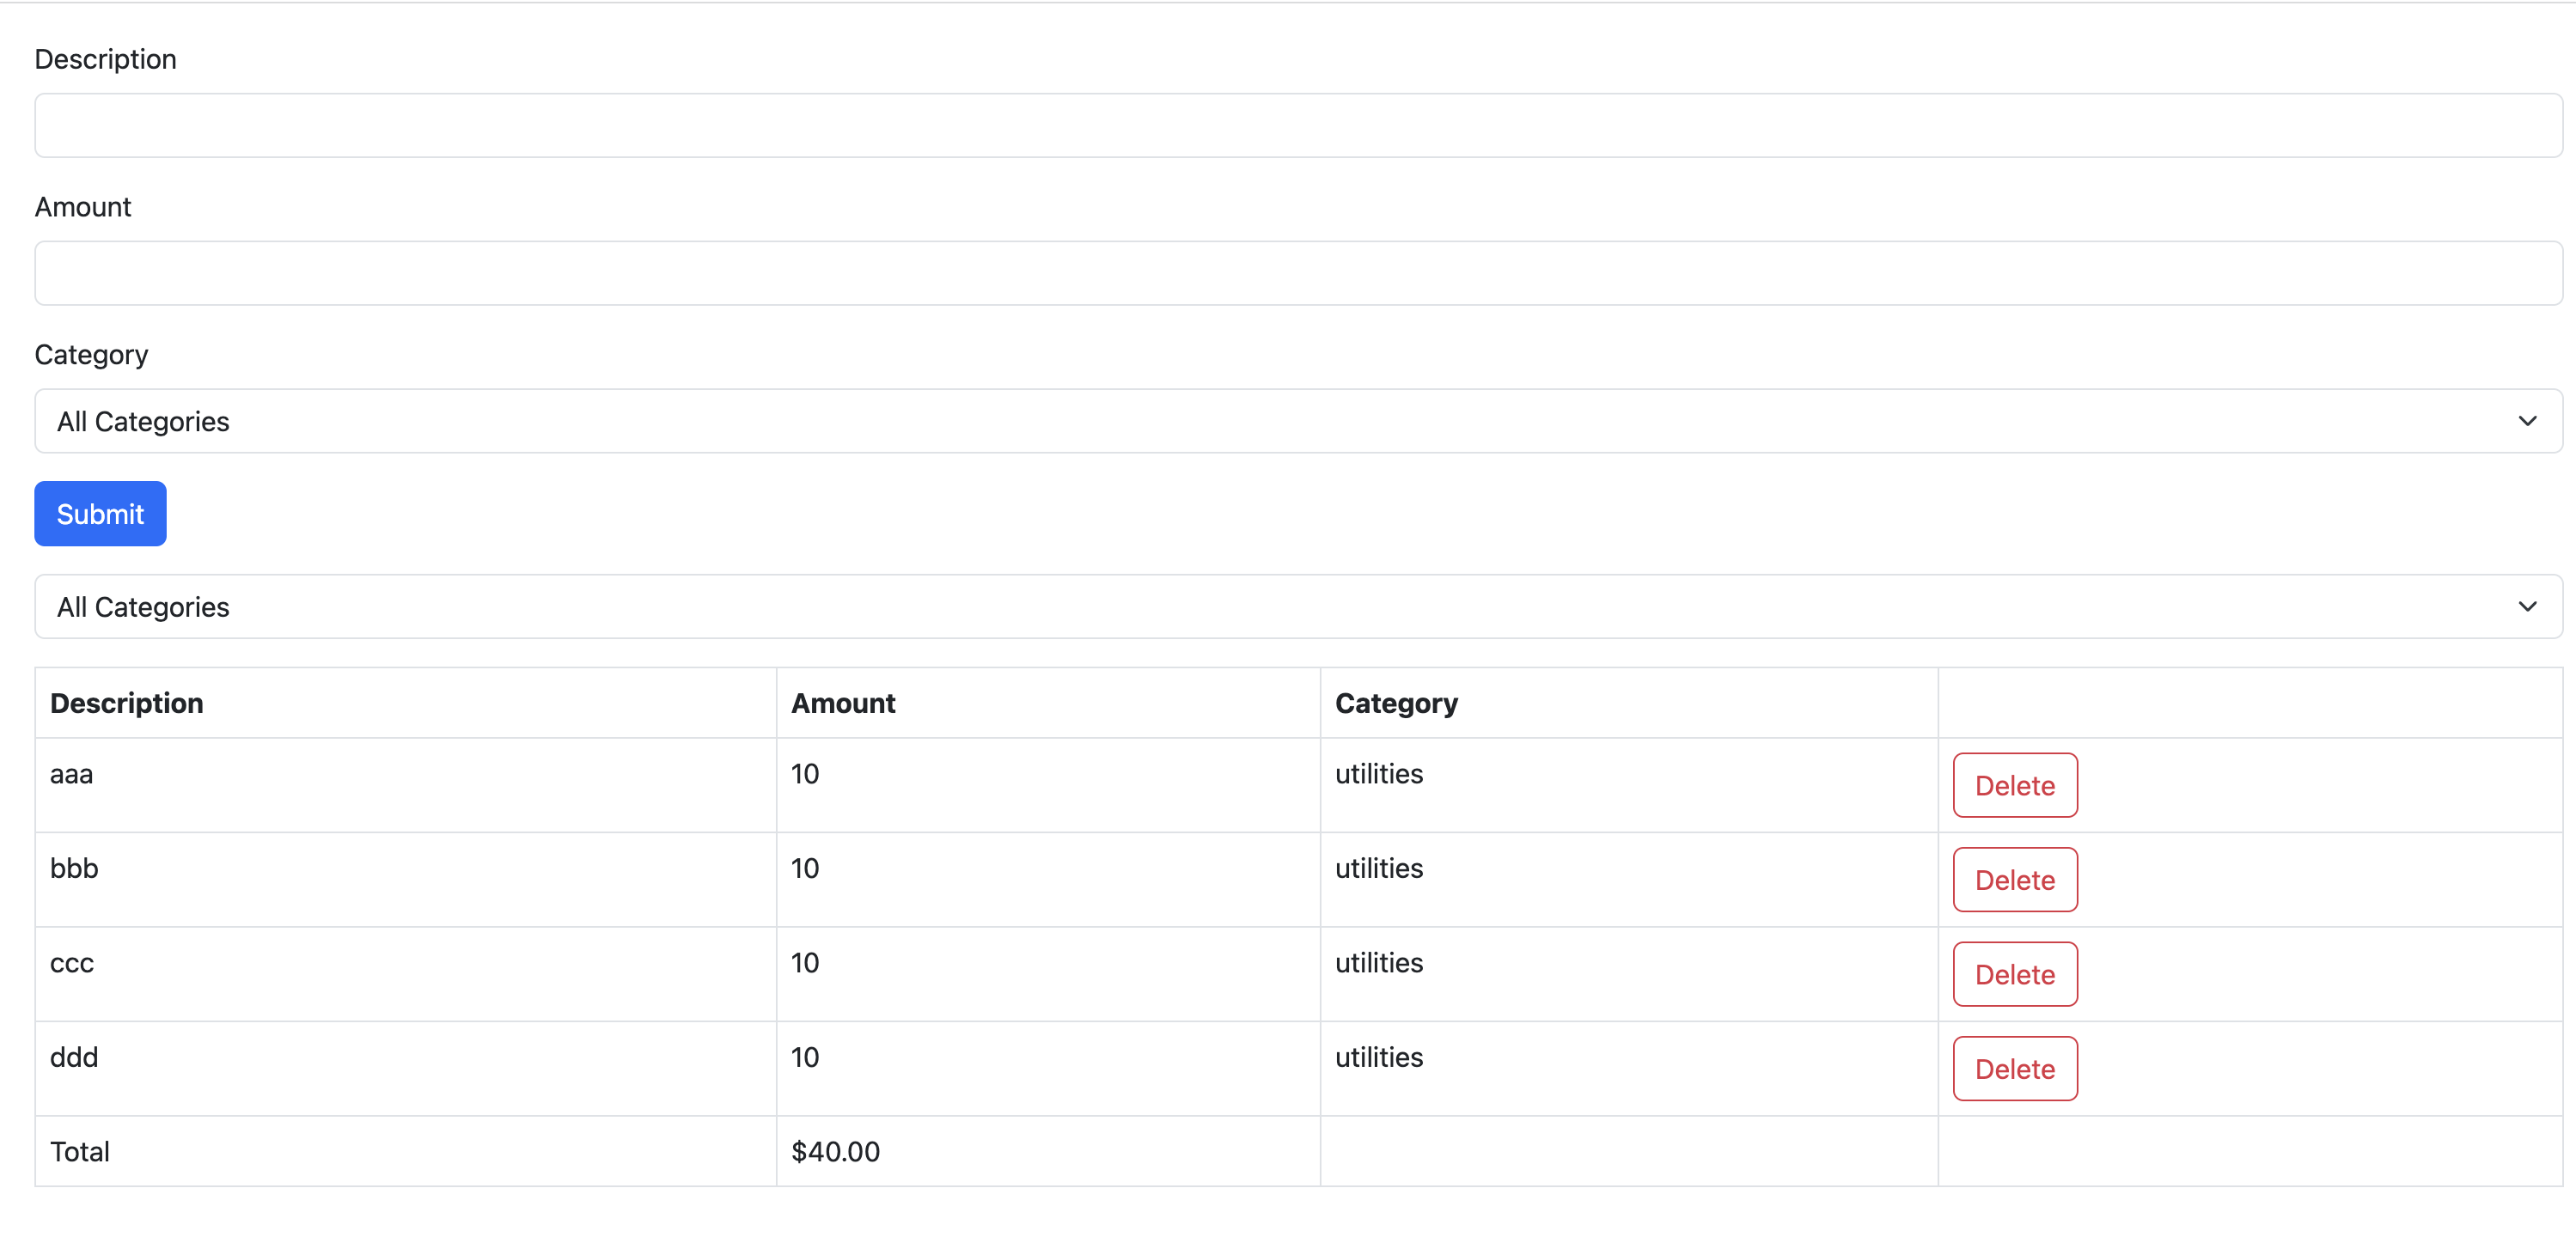 Description
Amount
Category
All Categories
Submit
All Categories
Description Amount Category
aaa 10 utilities Delete
bbb 10 utilities Delete
ccc 10 utilities Delete
ddd 10 utilities Delete
Total $40.00